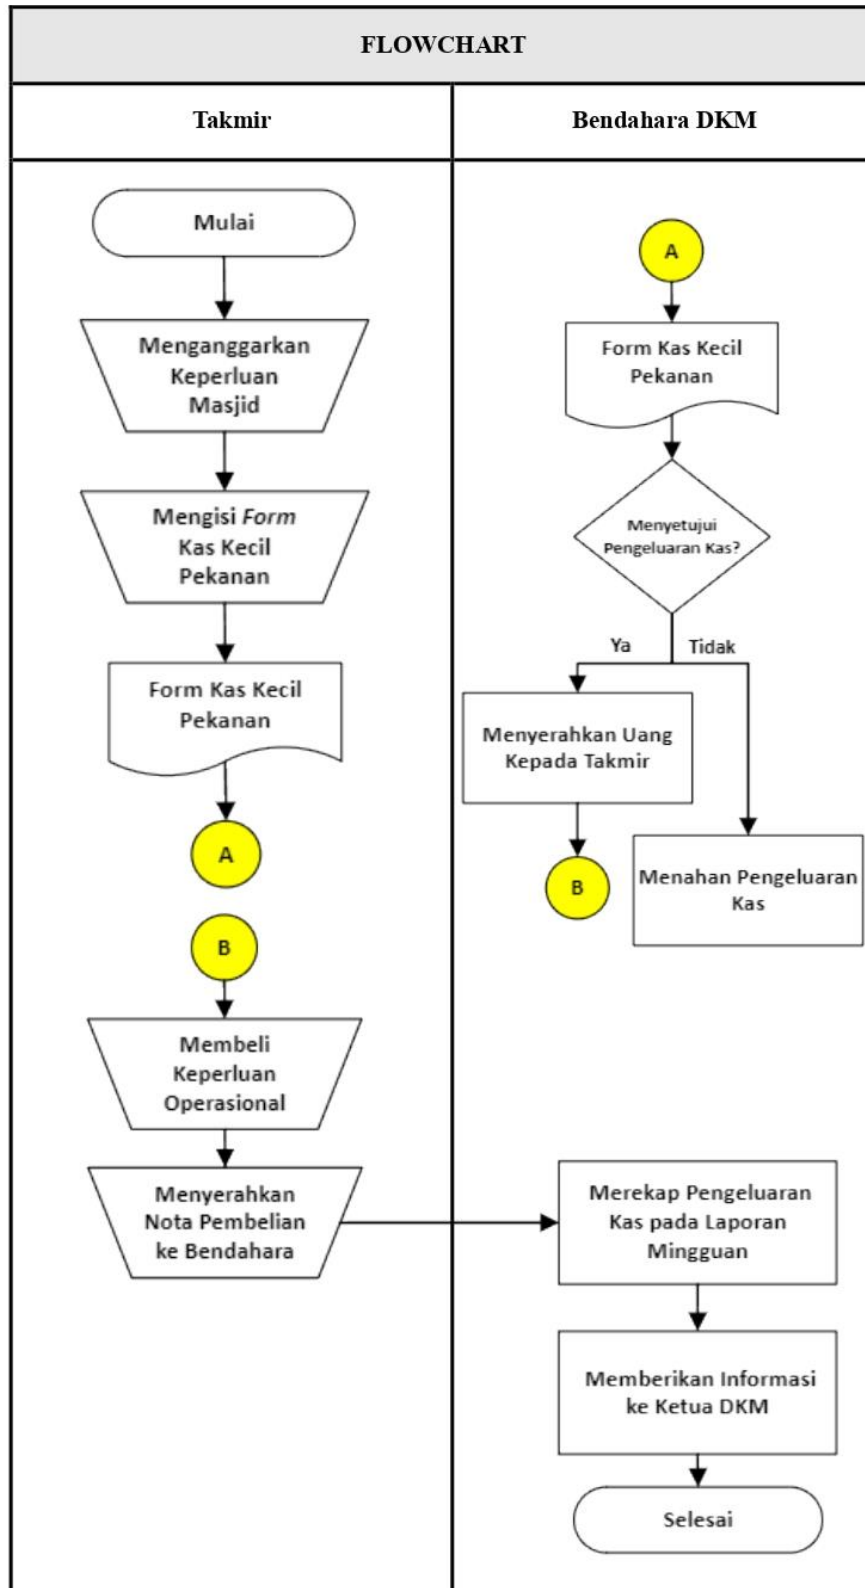 FLOWCHART
Takmir
Bendahara DKM
Mulai
Menganggarkan
Keperluan
Masjid
Mengisi Form
Kas Kecil
Pekanan
Form Kas Kecil
Pekanan
A
B
Membeli
Keperluan
Operasional
Menyerahkan
Nota Pembelian
ke Bendahara
A
Form Kas Kecil
Pekanan
Menyetujui
Pengeluaran Kas?
Ya
Tidak
Menyerahkan Uang
Kepada Takmir
B
Menahan Pengeluaran
Kas
Merekap Pengeluaran
Kas pada Laporan
Mingguan
Memberikan Informasi
ke Ketua DKM
Selesai